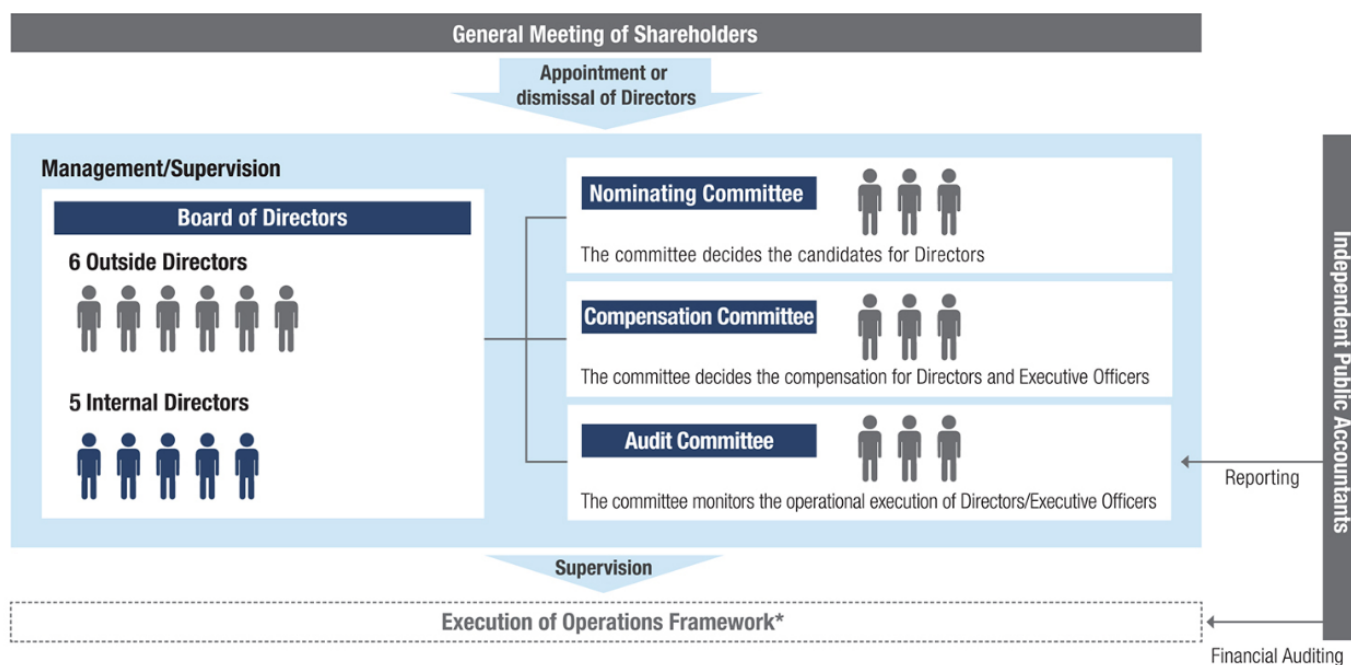 General Meeting of Shareholders
Appointment or
dismissal of Directors
Management/Supervision
Board of Directors
6 Outside Directors
5 Internal Directors
Nominating Committee
The committee decides the candidates for Directors
Compensation Committee
The committee decides the compensation for Directors and Executive Officers
Audit Committee
The committee monitors the operational execution of Directors/Executive Officers
Independent Public Accountants
Reporting
Supervision
Execution of Operations Framework*
Financial Auditing